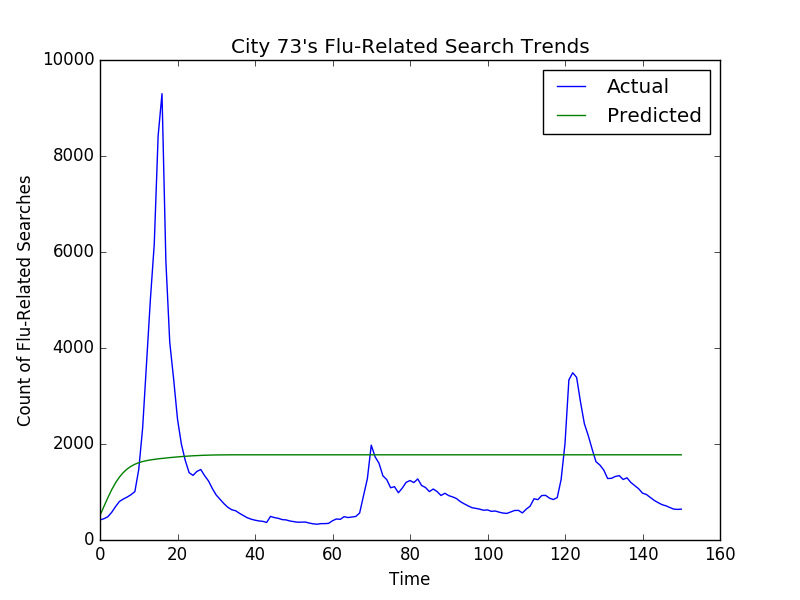 City 73's Flu-Related Search Trends
10000
8000
6000
4000
2000
0
Count of Flu-Related Searches
Actual
Predicted
0 20 40 60 80 100 120 140 160
Time